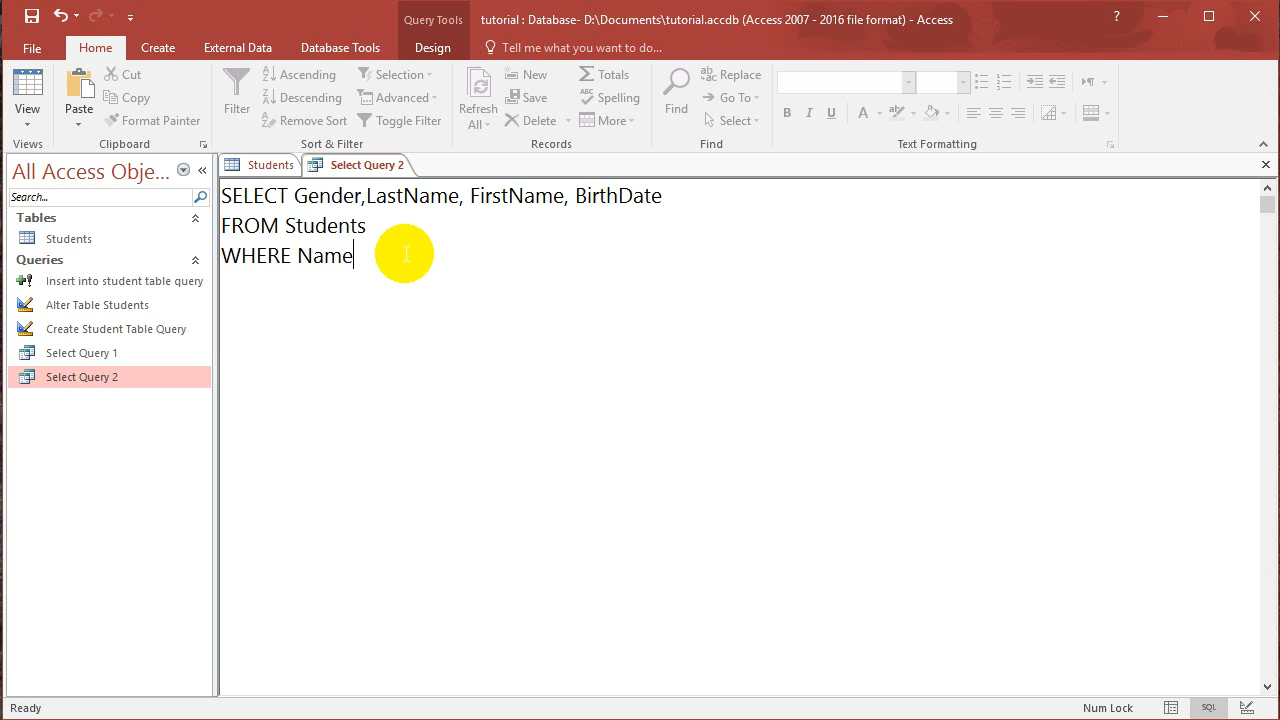 Query Tools
tutorial : Database- D:\Documents\tutorial.accdb (Access 2007 - 2016 file format) - Access
?
File Home Create External Data Database Tools Design Tell me what you want to do...
View
Views
Paste
Cut
Copy
Format Painter
Clipboard
Filter
Ascending
Descending
Remove Sort
Selection
Advanced
Toggle Filter
Sort & Filter
Refresh
All
New
Save
Delete
Totals
Spelling
More
Records
Find
Replace
Go To
Select
Find
B I U A
Text Formatting
All Access Obje...
Search...
Tables
Students
Queries
Insert into student table query
Alter Table Students
Create Student Table Query
Select Query 1
Select Query 2
Students Select Query 2
SELECT Gender,LastName, FirstName, BirthDate
FROM Students
WHERE Name
Ready
Num Lock
SQL